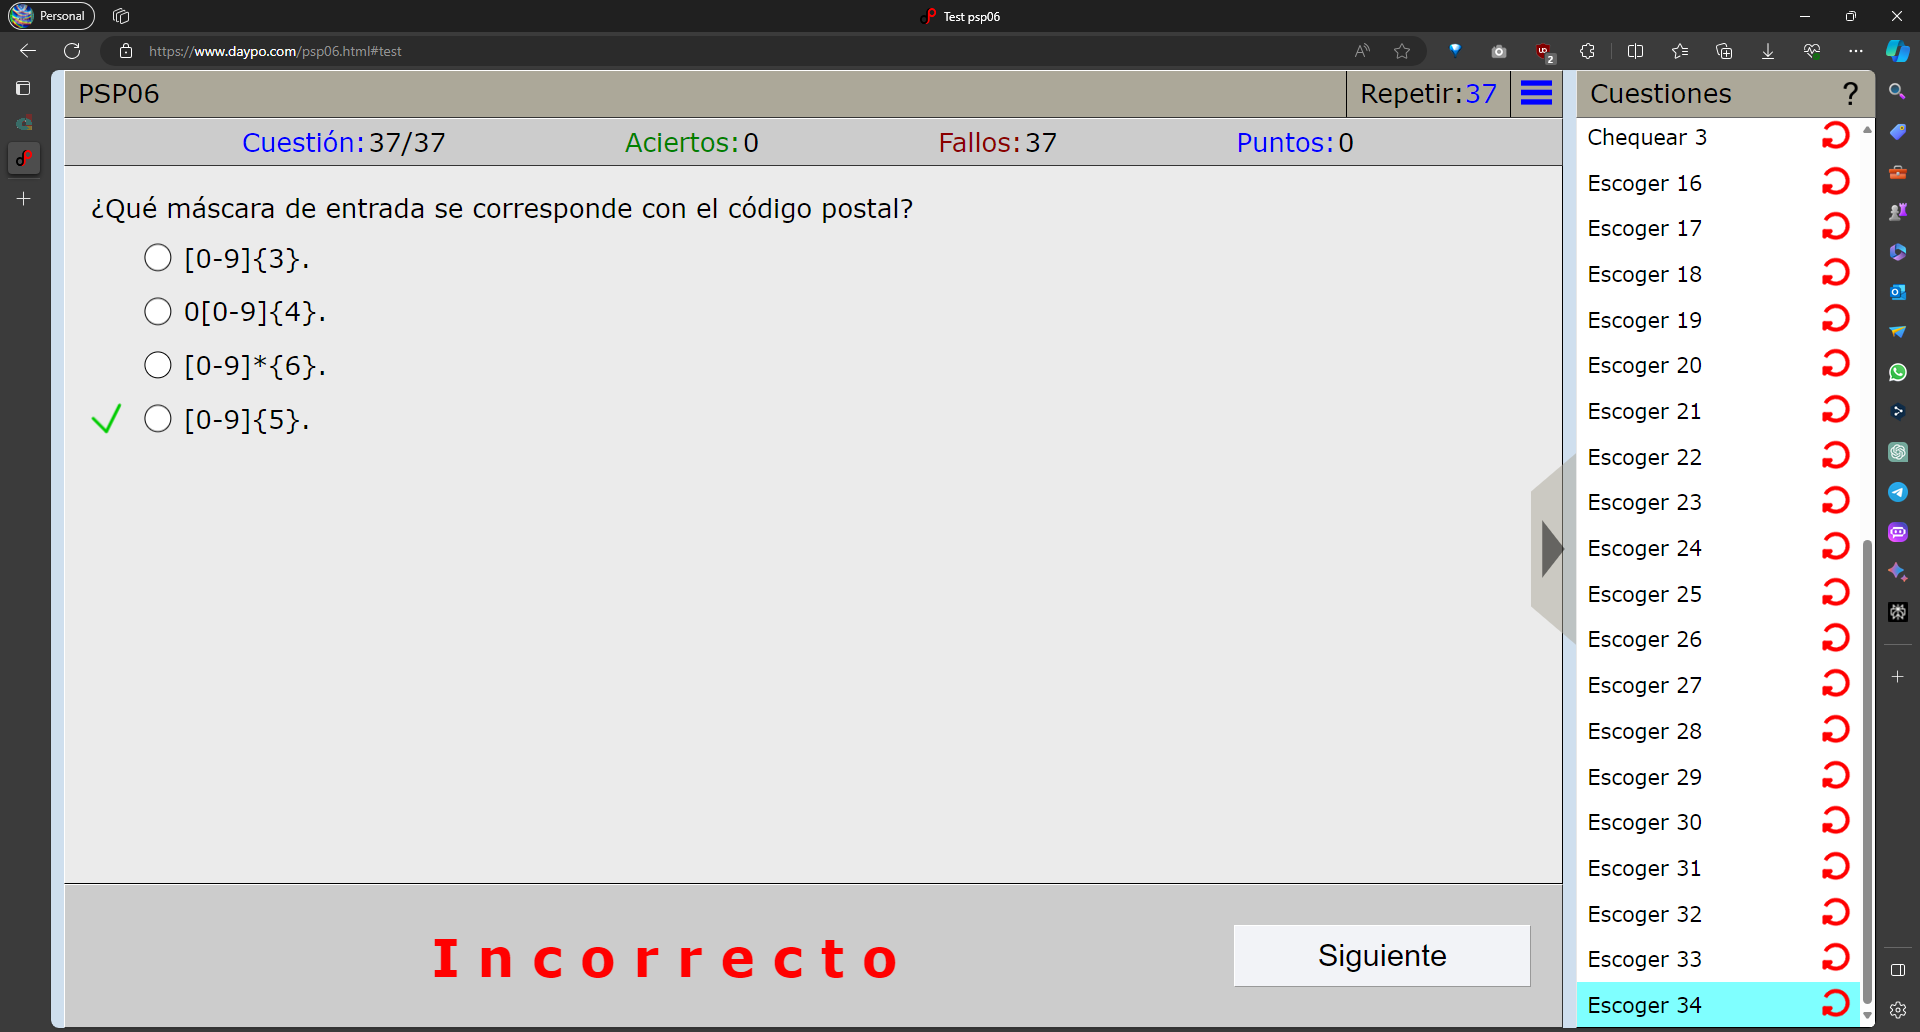 Personal
Test psp06
https://www.daypo.com/psp06.html#test
2
PSP06
Repetir:37
Cuestiones
?
Cuestión:37/37
Aciertos:0
Fallos:37
Puntos:0
¿Qué máscara de entrada se corresponde con el código postal?
[0-9]{3}.
0[0-9]{4}.
[0-9]*{6}.
[0-9]{5}.
Incorrecto
Siguiente
Chequear 3
Escoger 16
Escoger 17
Escoger 18
Escoger 19
Escoger 20
Escoger 21
Escoger 22
Escoger 23
Escoger 24
Escoger 25
Escoger 26
Escoger 27
Escoger 28
Escoger 29
Escoger 30
Escoger 31
Escoger 32
Escoger 33
Escoger 34